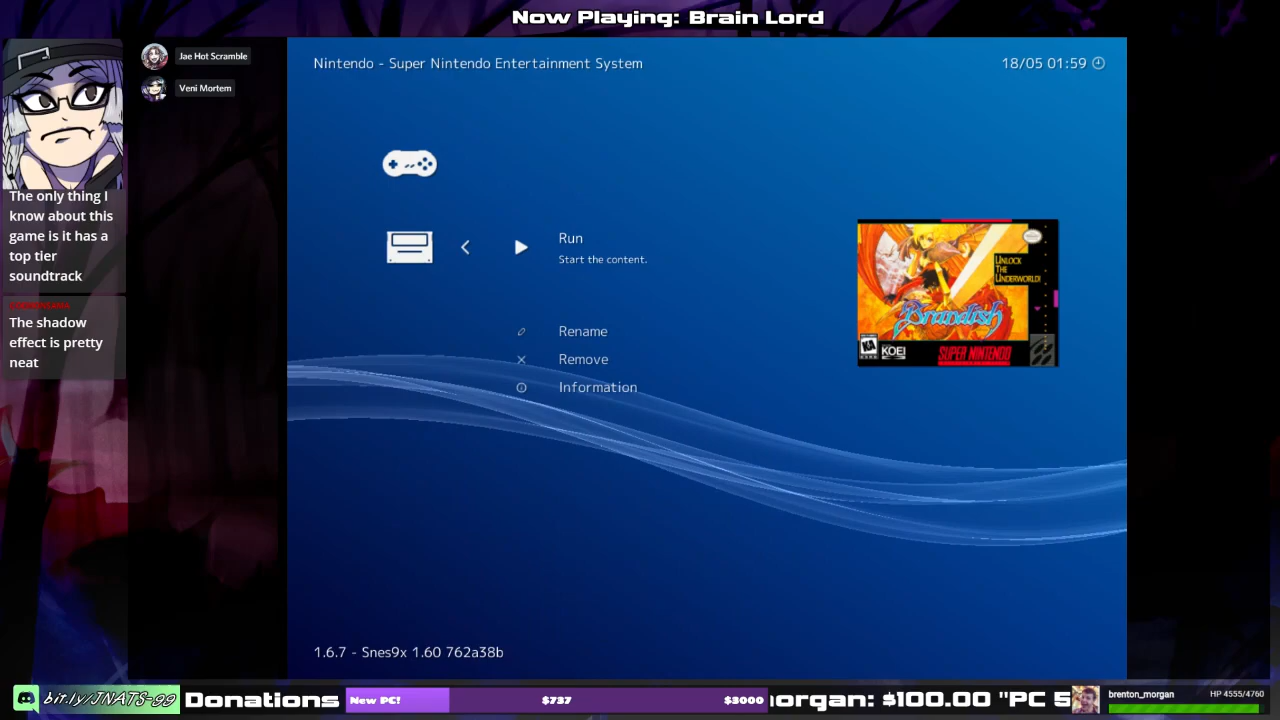 Now Playing: Brain Lord
Jae Hot Scramble
Veni Mortem
The only thing I
know about this
game is it has a
top tier
soundtrack
The shadow
effect is pretty
neat
Nintendo - Super Nintendo Entertainment System
18/05 01:59
Run
Start the content.
Rename
Remove
Information
UNLOCK
THE
UNDERWORLD!
Brandish
KOEI
SUPER NINTENDO
1.6.7 - Snes9x 1.60 762a38b
bit.ly/JNATS-99
Donations
New PC!
$737
$3000
organ: $100.00 "PC 5
brenton_morgan
HP 4555/4760